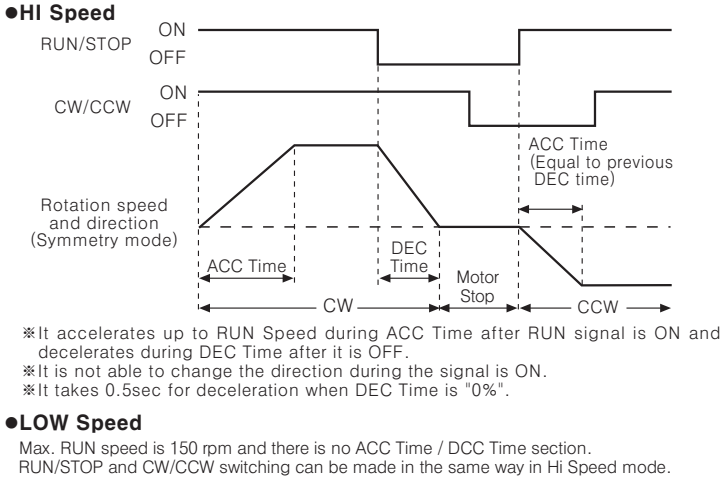 ●HI Speed
RUN/STOP
ON
OFF
CW/CCW
ON
OFF
ACC Time
(Equal to previous
DEC time)
Rotation speed
and direction
(Symmetry mode)
ACC Time
DEC
Time
Motor
Stop
CW
CCW
※It accelerates up to RUN Speed during ACC Time after RUN signal is ON and
decelerates during DEC Time after it is OFF.
※It is not able to change the direction during the signal is ON.
※It takes 0.5sec for deceleration when DEC Time is "0%".
●LOW Speed
Max. RUN speed is 150 rpm and there is no ACC Time / DCC Time section.
RUN/STOP and CW/CCW switching can be made in the same way in Hi Speed mode.